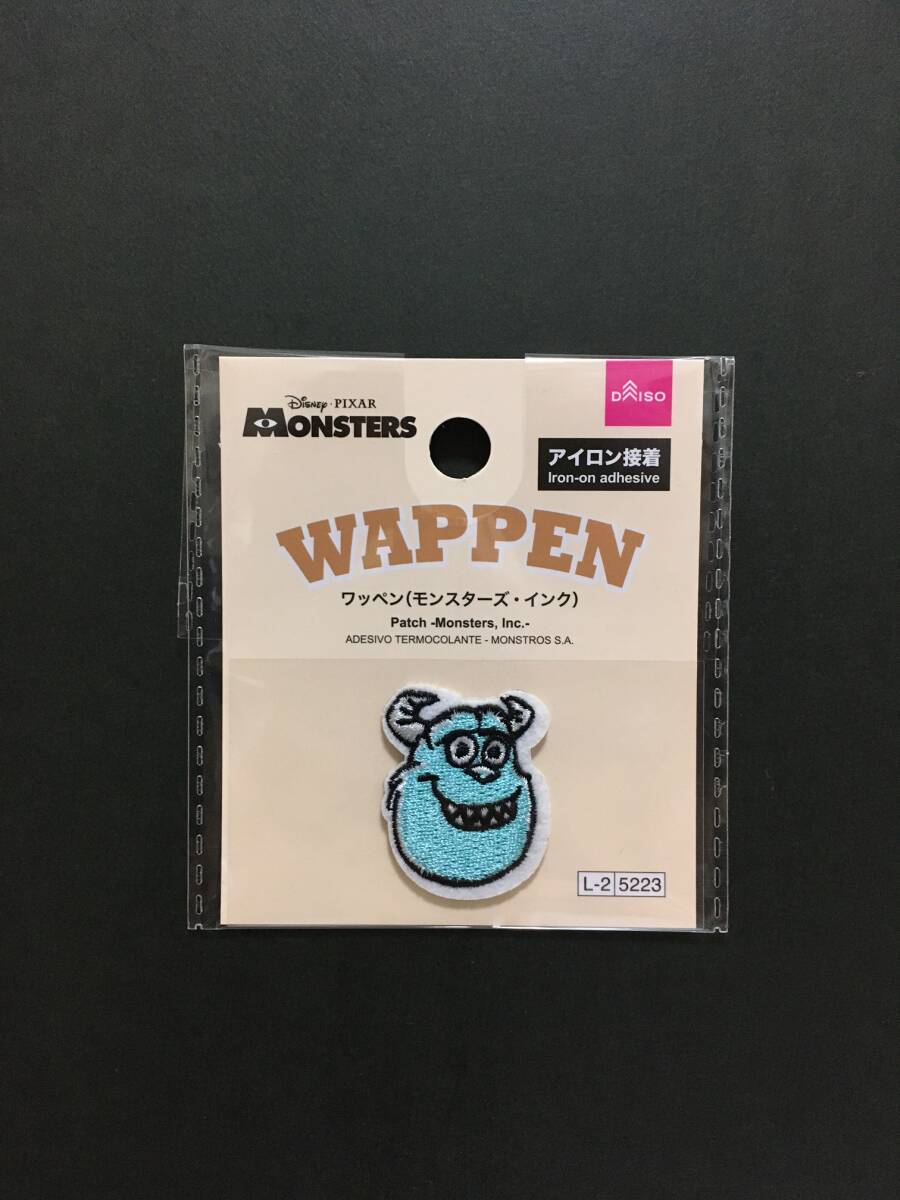 Disney · PIXAR
MONSTERS
DAISO
アイロン接着
Iron-on adhesive
WAPPEN
ワッペン(モンスターズ・インク)
Patch -Monsters, Inc.-
ADESIVO TERMOCOLANTE - MONSTROS S.A.
L-2 5223